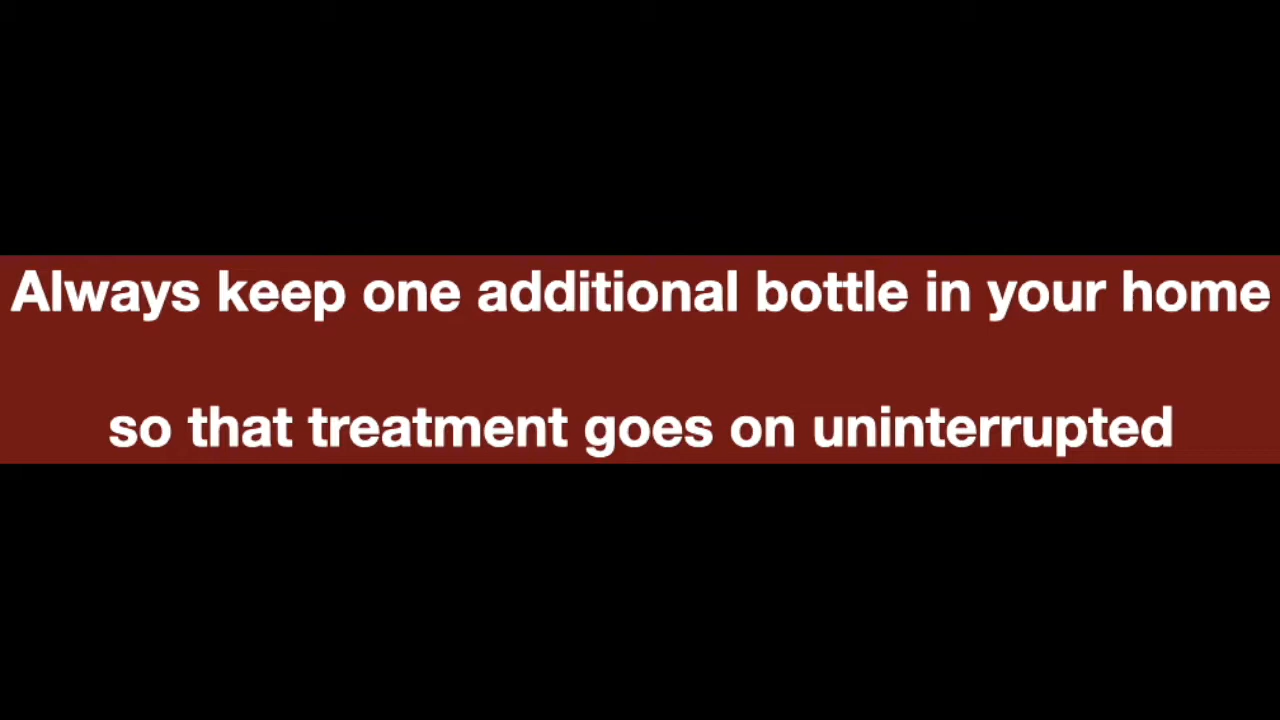 Always keep one additional bottle in your home
so that treatment goes on uninterrupted